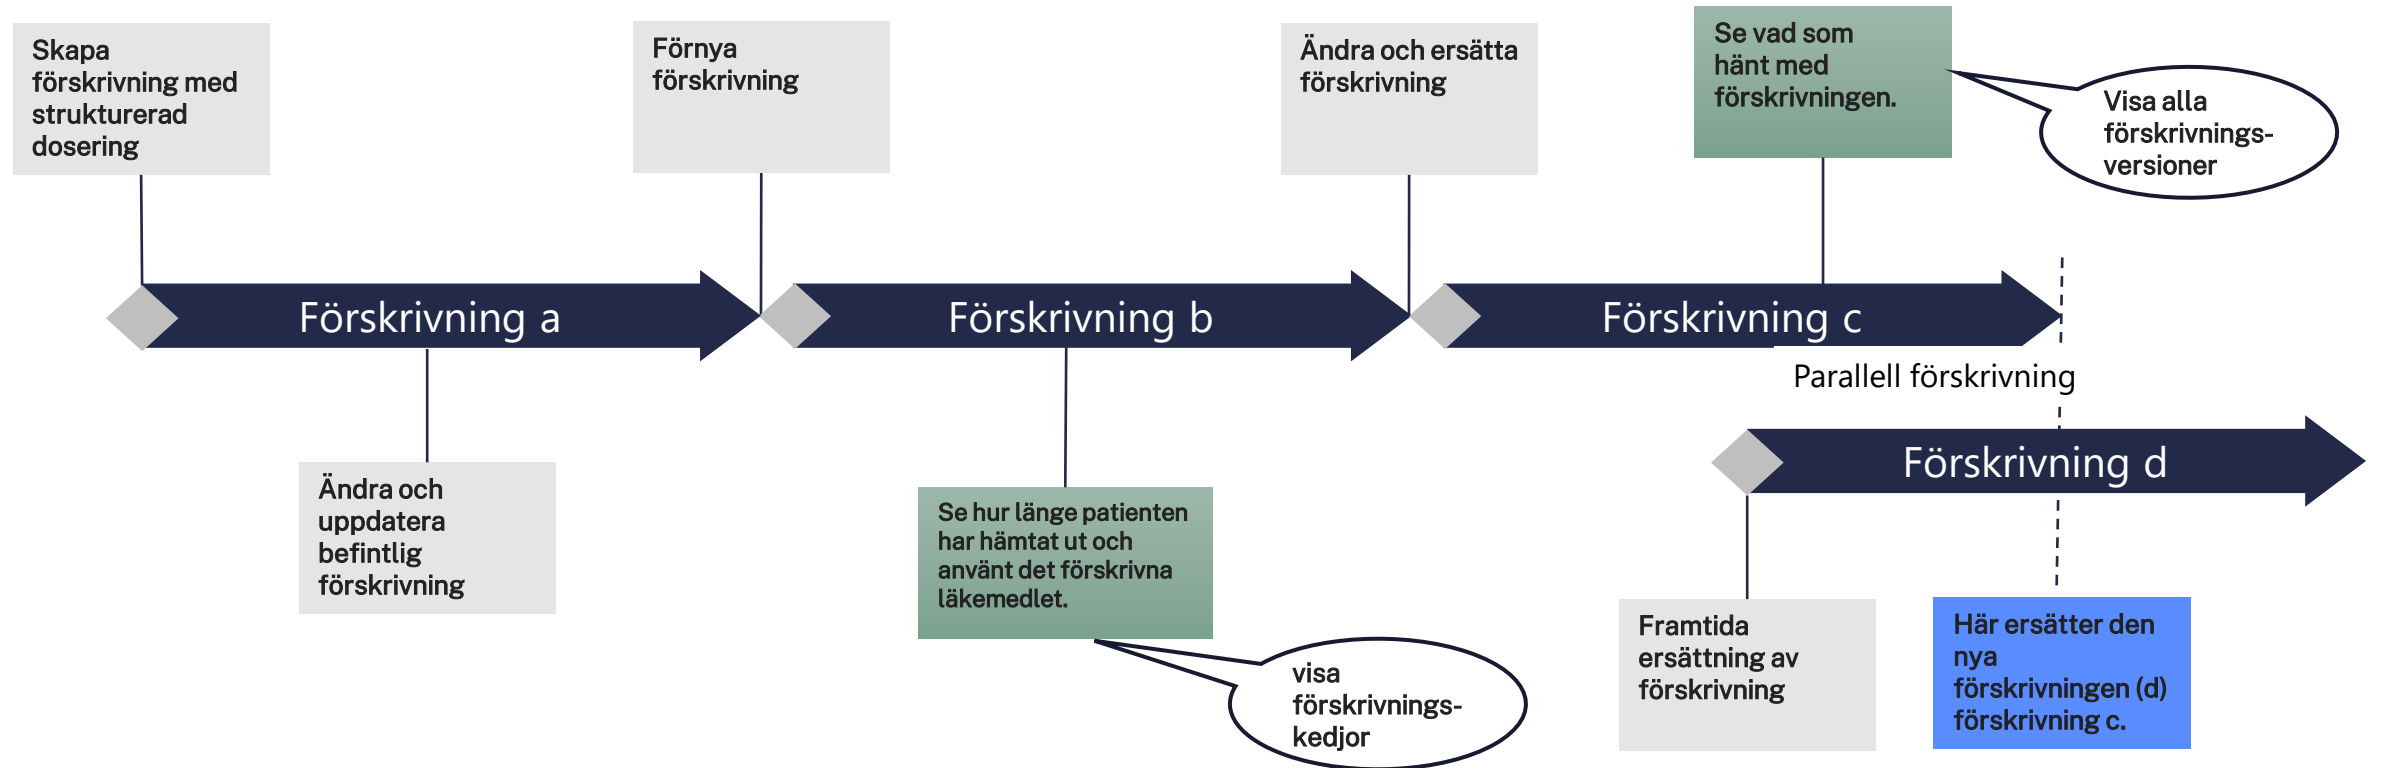 Skapa
förskrivning med
strukturerad
dosering
Förnya
förskrivning
Ändra och ersätta
förskrivning
Se vad som
hänt med
förskrivningen.
Visa alla
förskrivnings-
versioner
Förskrivning a
Förskrivning b
Förskrivning c
Parallell förskrivning
Förskrivning d
Ändra och
uppdatera
befintlig
förskrivning
Se hur länge patienten
har hämtat ut och
använt det förskrivna
läkemedlet.
visa
förskrivnings-
kedjor
Framtida
ersättning av
förskrivning
Här ersätter den
nya
förskrivningen (d)
förskrivning c.